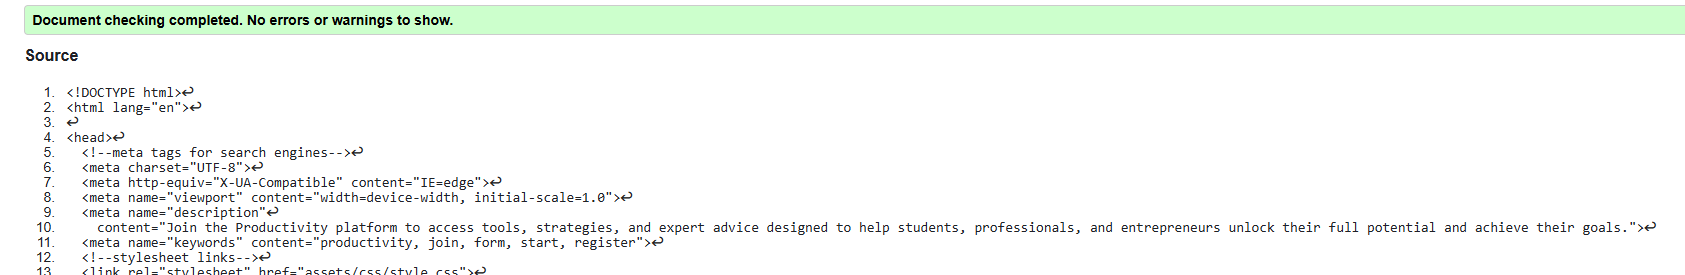 Document checking completed. No errors or warnings to show.
Source
1. <!DOCTYPE html>↩
2. <html lang="en">↩
3. ↩
4. <head>↩
5. <!--meta tags for search engines-->↩
6. <meta charset="UTF-8">↩
7. <meta http-equiv="X-UA-Compatible" content="IE=edge">↩
8. <meta name="viewport" content="width=device-width, initial-scale=1.0">↩
9. <meta name="description"↩
10. content="Join the Productivity platform to access tools, strategies, and expert advice designed to help students, professionals, and entrepreneurs unlock their full potential and achieve their goals.">↩
11. <meta name="keywords" content="productivity, join, form, start, register">↩
12. <!--stylesheet links-->↩
13. <link rel="stylesheet" href="assets/css/style.css">↩